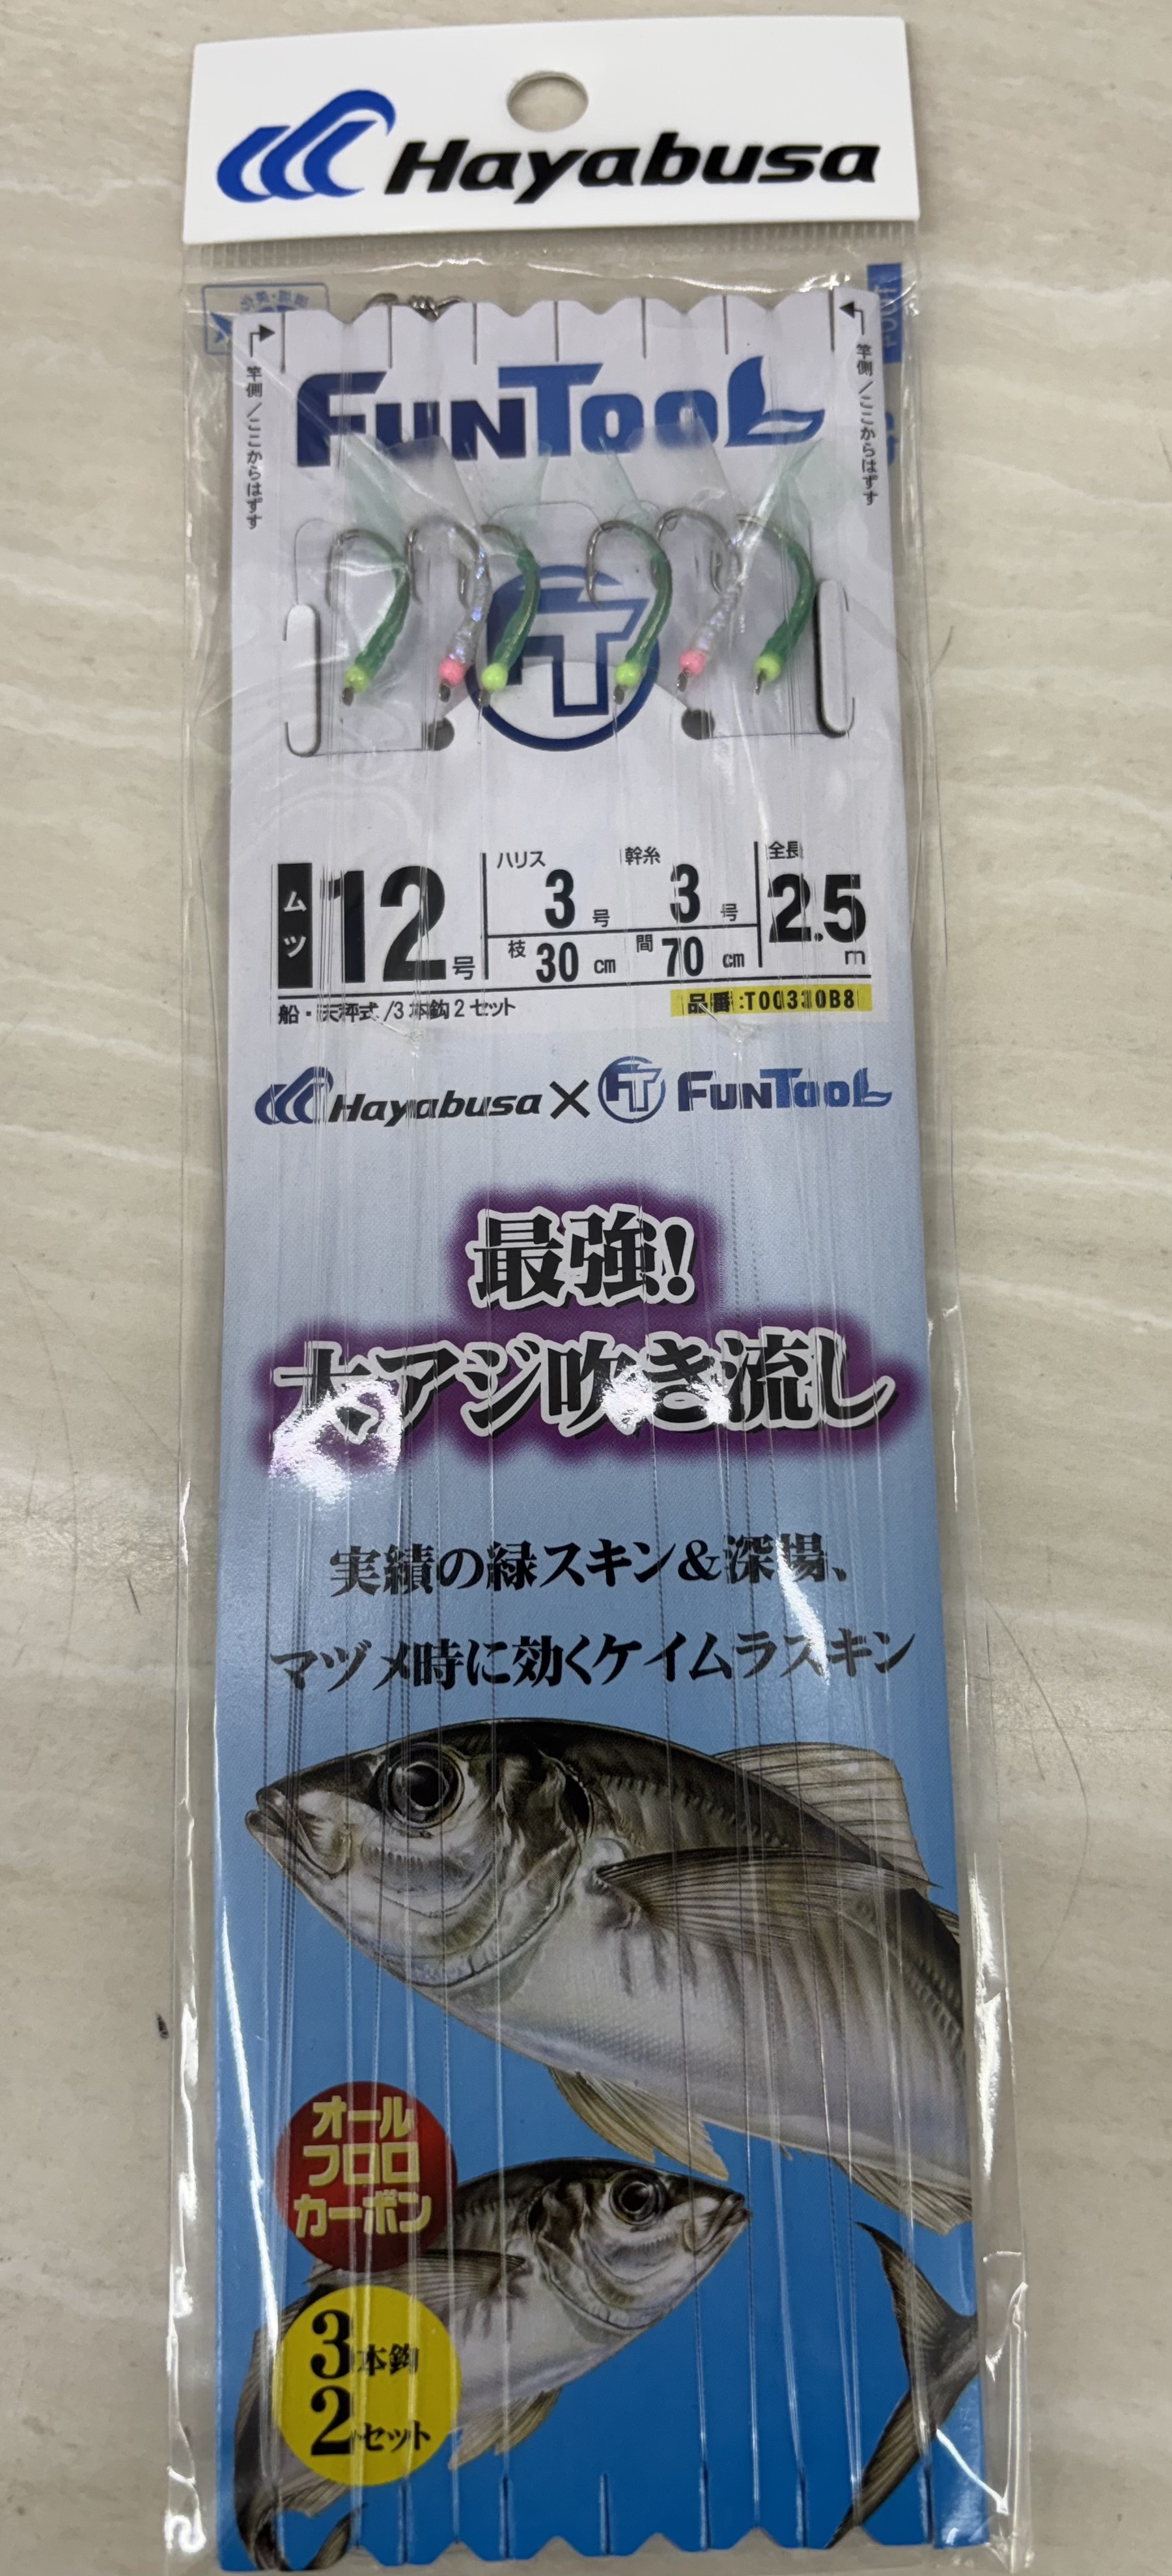 Hayabusa
竿側／ここからはずす
竿側／ここからはずす
FUNTOOL
FT
ムツ
12号
ハリス
3号
幹糸
3号
全長
2.5m
枝
30cm
間
70cm
船・天秤式/3本鈎2セット
品番:T00330B8
Hayabusa×FT FUNTOOL
最強!
大アジ吹き流し
実績の緑スキン&深場、
マヅメ時に効くケイムラスキン
オール
フロロ
カーボン
3本鈎
2セット